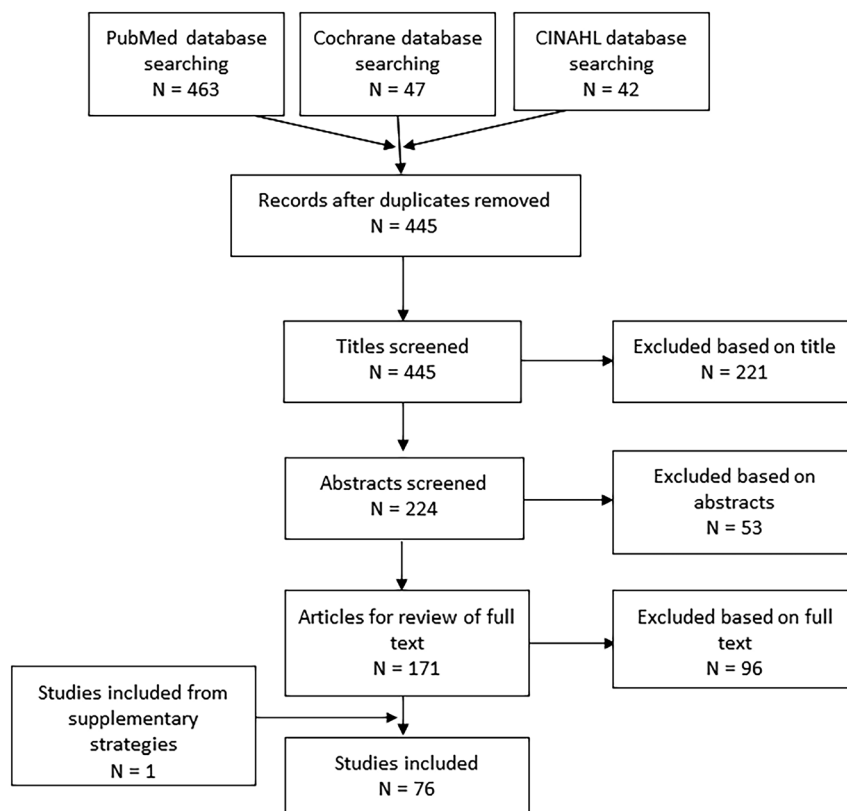 PubMed database
searching
N = 463
Cochrane database
searching
N = 47
CINAHL database
searching
N = 42
Records after duplicates removed
N = 445
Titles screened
N = 445
Excluded based on title
N = 221
Abstracts screened
N = 224
Excluded based on
abstracts
N = 53
Articles for review of full
text
N = 171
Excluded based on full
text
N = 96
Studies included from
supplementary
strategies
N = 1
Studies included
N = 76